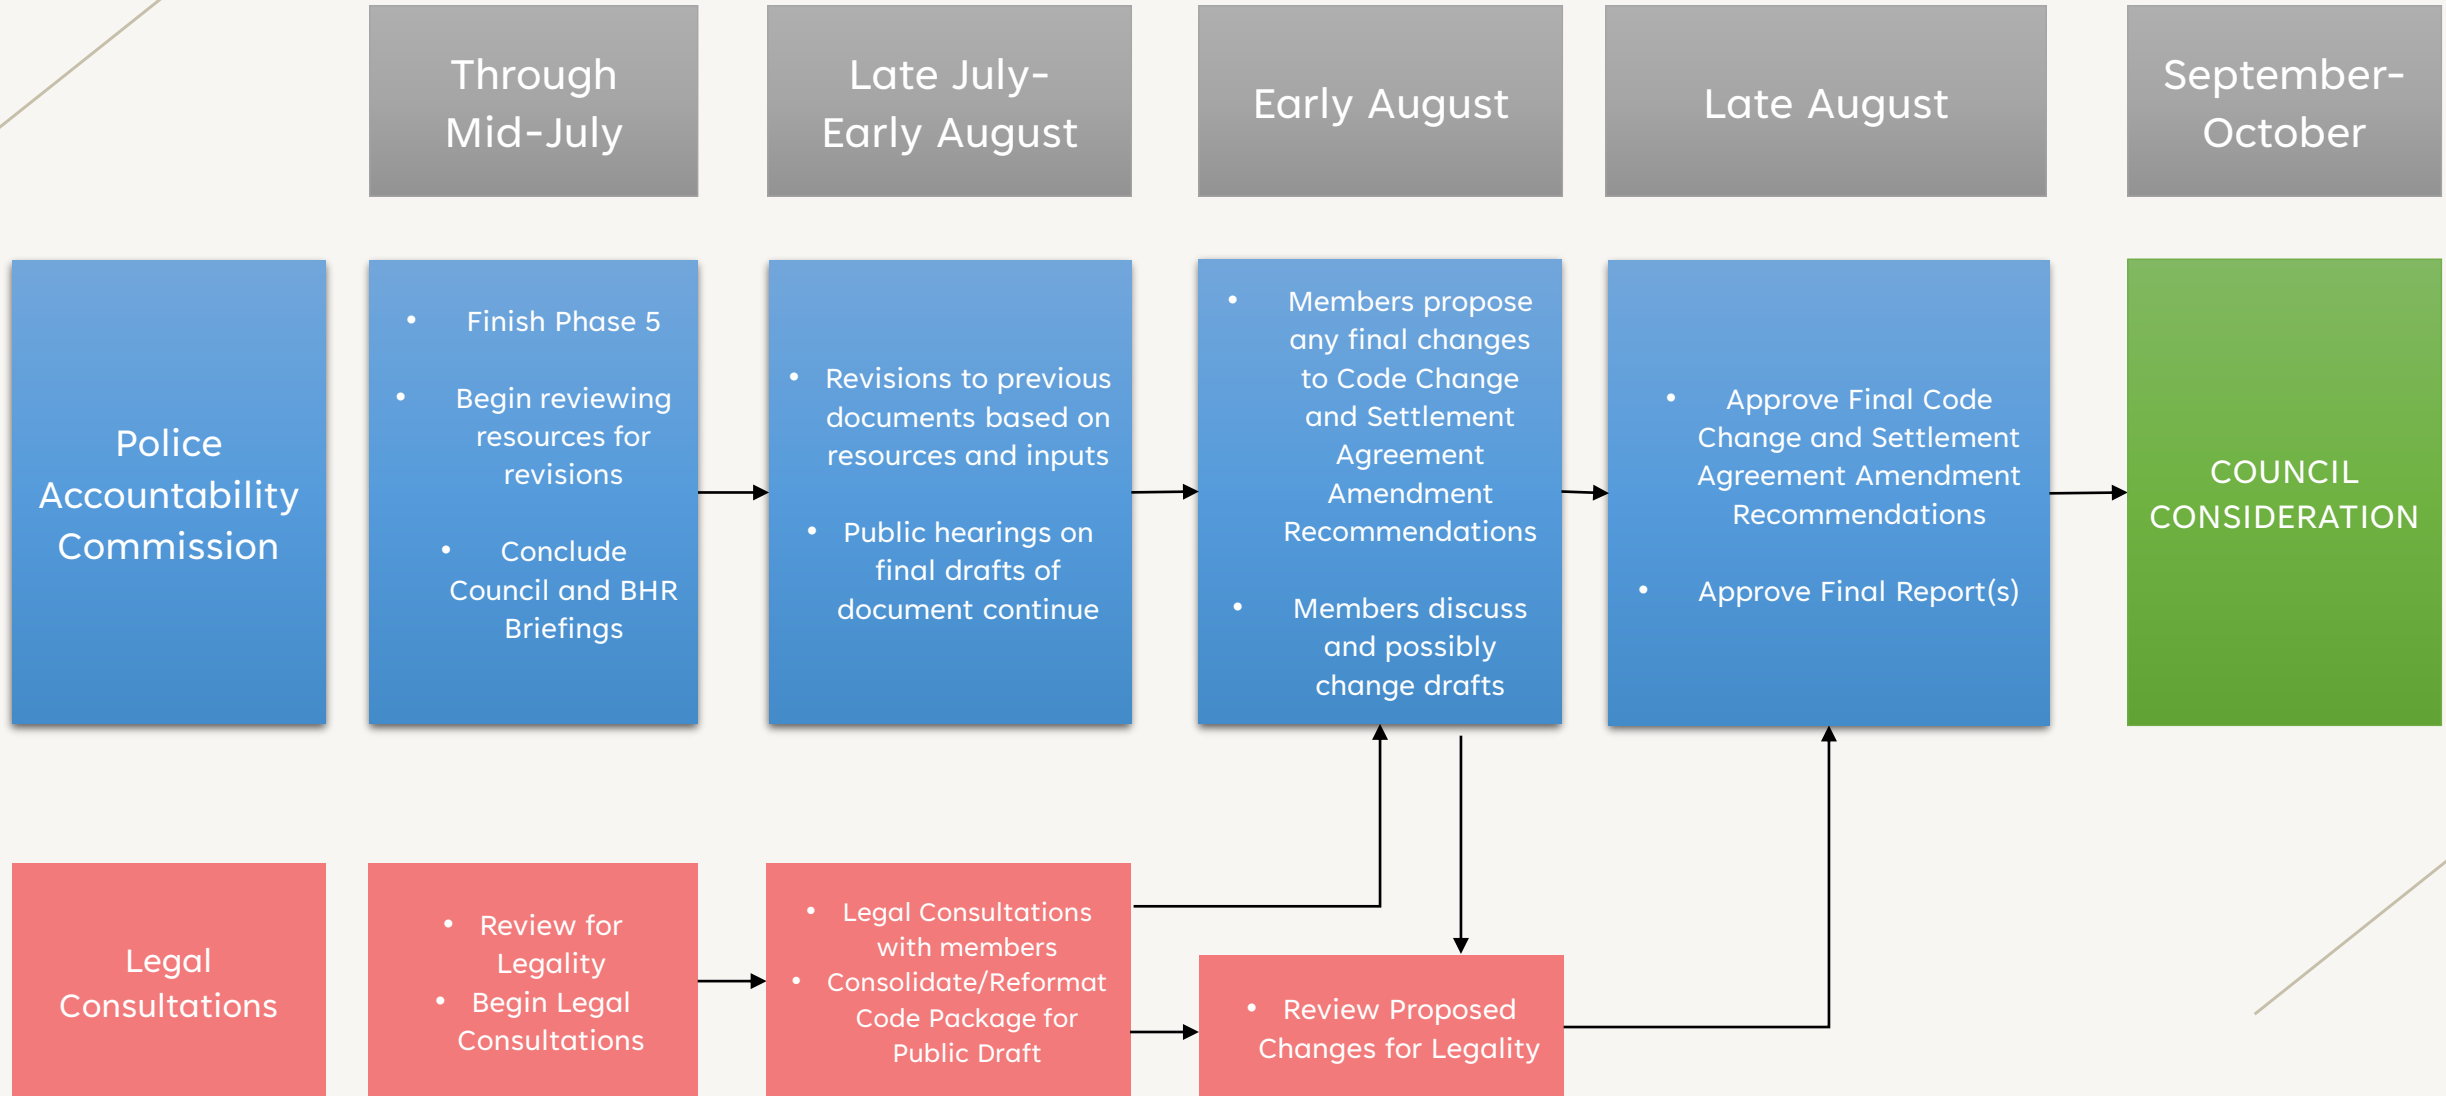 Through
Mid-July
Late July-
Early August
Early August
Late August
September-
October
Police
Accountability
Commission
• Finish Phase 5
• Begin reviewing
resources for
revisions
• Conclude
Council and BHR
Briefings
• Revisions to previous
documents based on
resources and inputs
• Public hearings on
final drafts of
document continue
• Members propose
any final changes
to Code Change
and Settlement
Agreement
Amendment
Recommendations
• Members discuss
and possibly
change drafts
• Approve Final Code
Change and Settlement
Agreement Amendment
Recommendations
• Approve Final Report(s)
COUNCIL
CONSIDERATION
Legal
Consultations
• Review for
Legality
• Begin Legal
Consultations
• Legal Consultations
with members
• Consolidate/Reformat
Code Package for
Public Draft
• Review Proposed
Changes for Legality